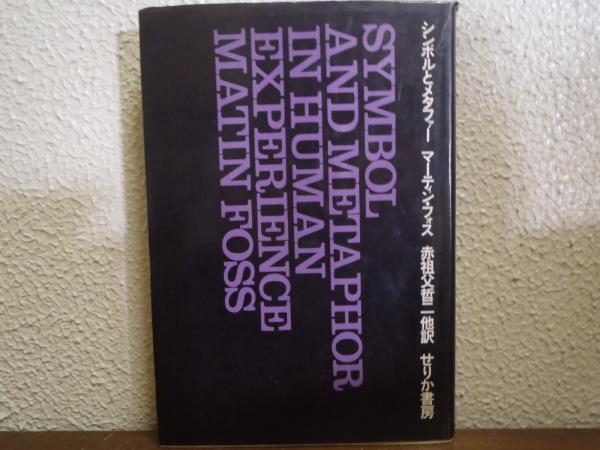 SYMBOL
AND METAPHOR
IN HUMAN
EXPERIENCE
MATIN FOSS
シンボルとメタファー マーティン・フォス 赤祖父哲二他訳 せりか書房